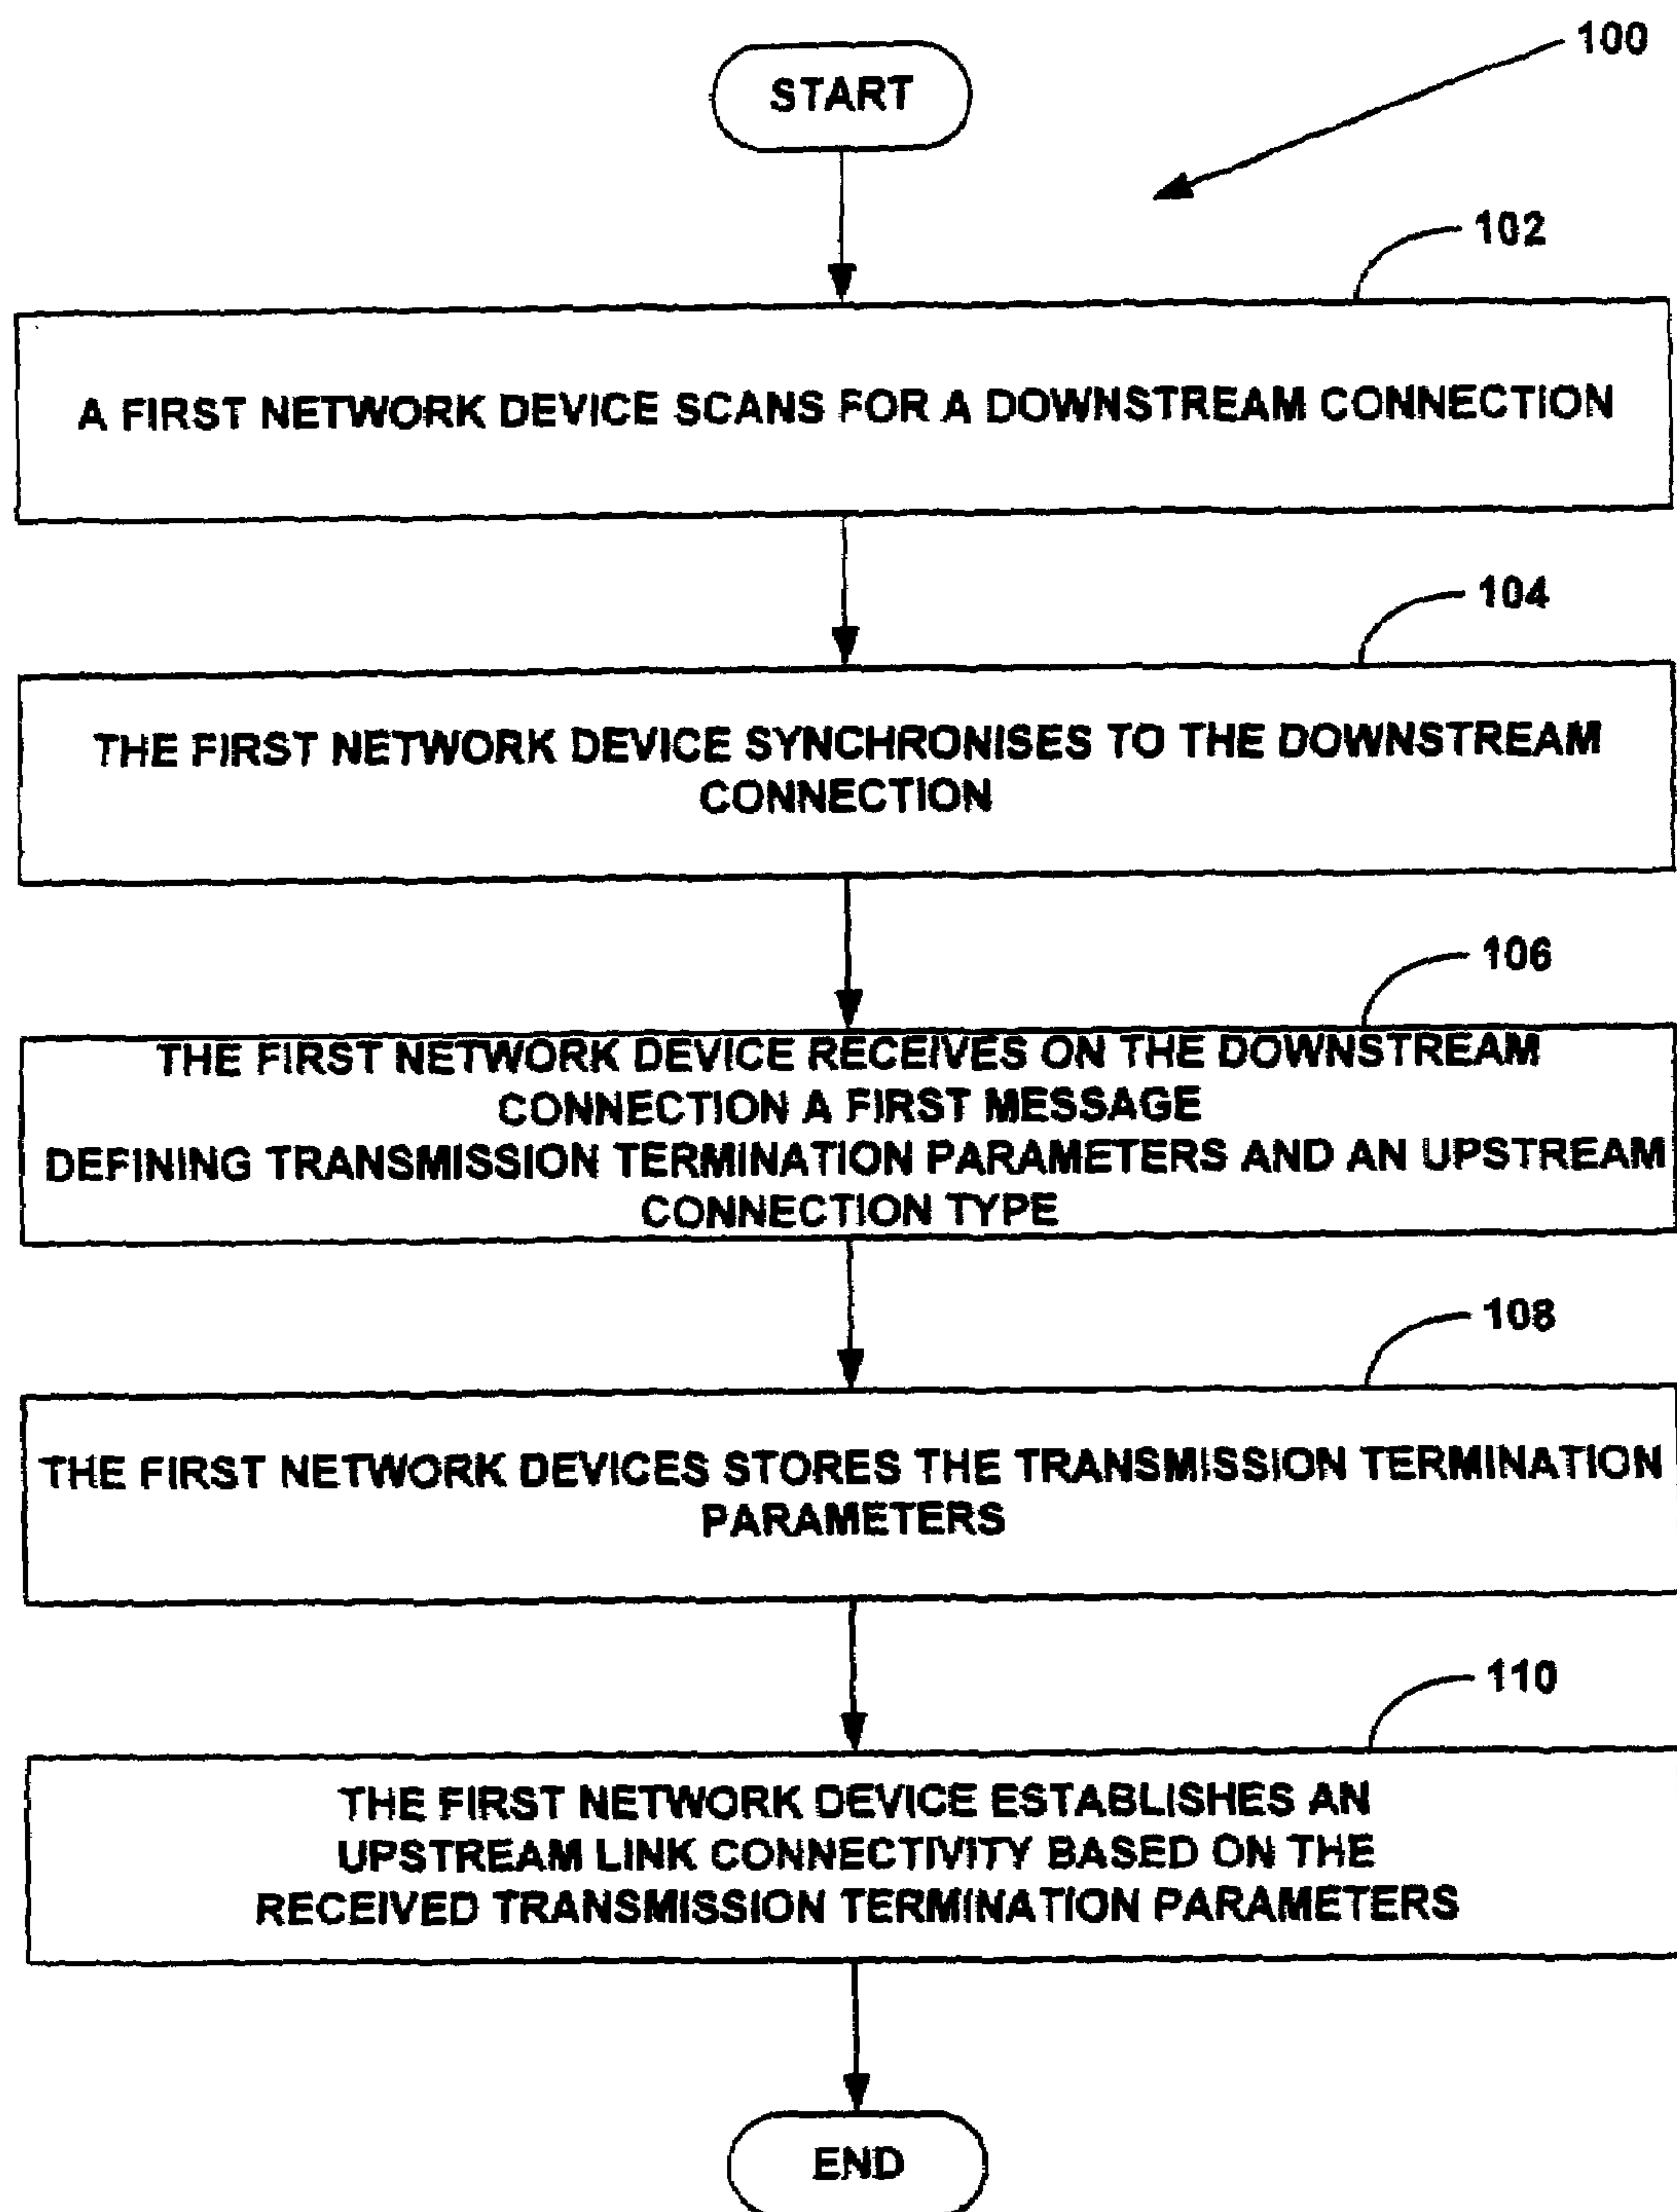 100
START
102
A FIRST NETWORK DEVICE SCANS FOR A DOWNSTREAM CONNECTION
104
THE FIRST NETWORK DEVICE SYNCHRONISES TO THE DOWNSTREAM
CONNECTION
106
THE FIRST NETWORK DEVICE RECEIVES ON THE DOWNSTREAM
CONNECTION A FIRST MESSAGE
DEFINING TRANSMISSION TERMINATION PARAMETERS AND AN UPSTREAM
CONNECTION TYPE
108
THE FIRST NETWORK DEVICES STORES THE TRANSMISSION TERMINATION
PARAMETERS
110
THE FIRST NETWORK DEVICE ESTABLISHES AN
UPSTREAM LINK CONNECTIVITY BASED ON THE
RECEIVED TRANSMISSION TERMINATION PARAMETERS
END